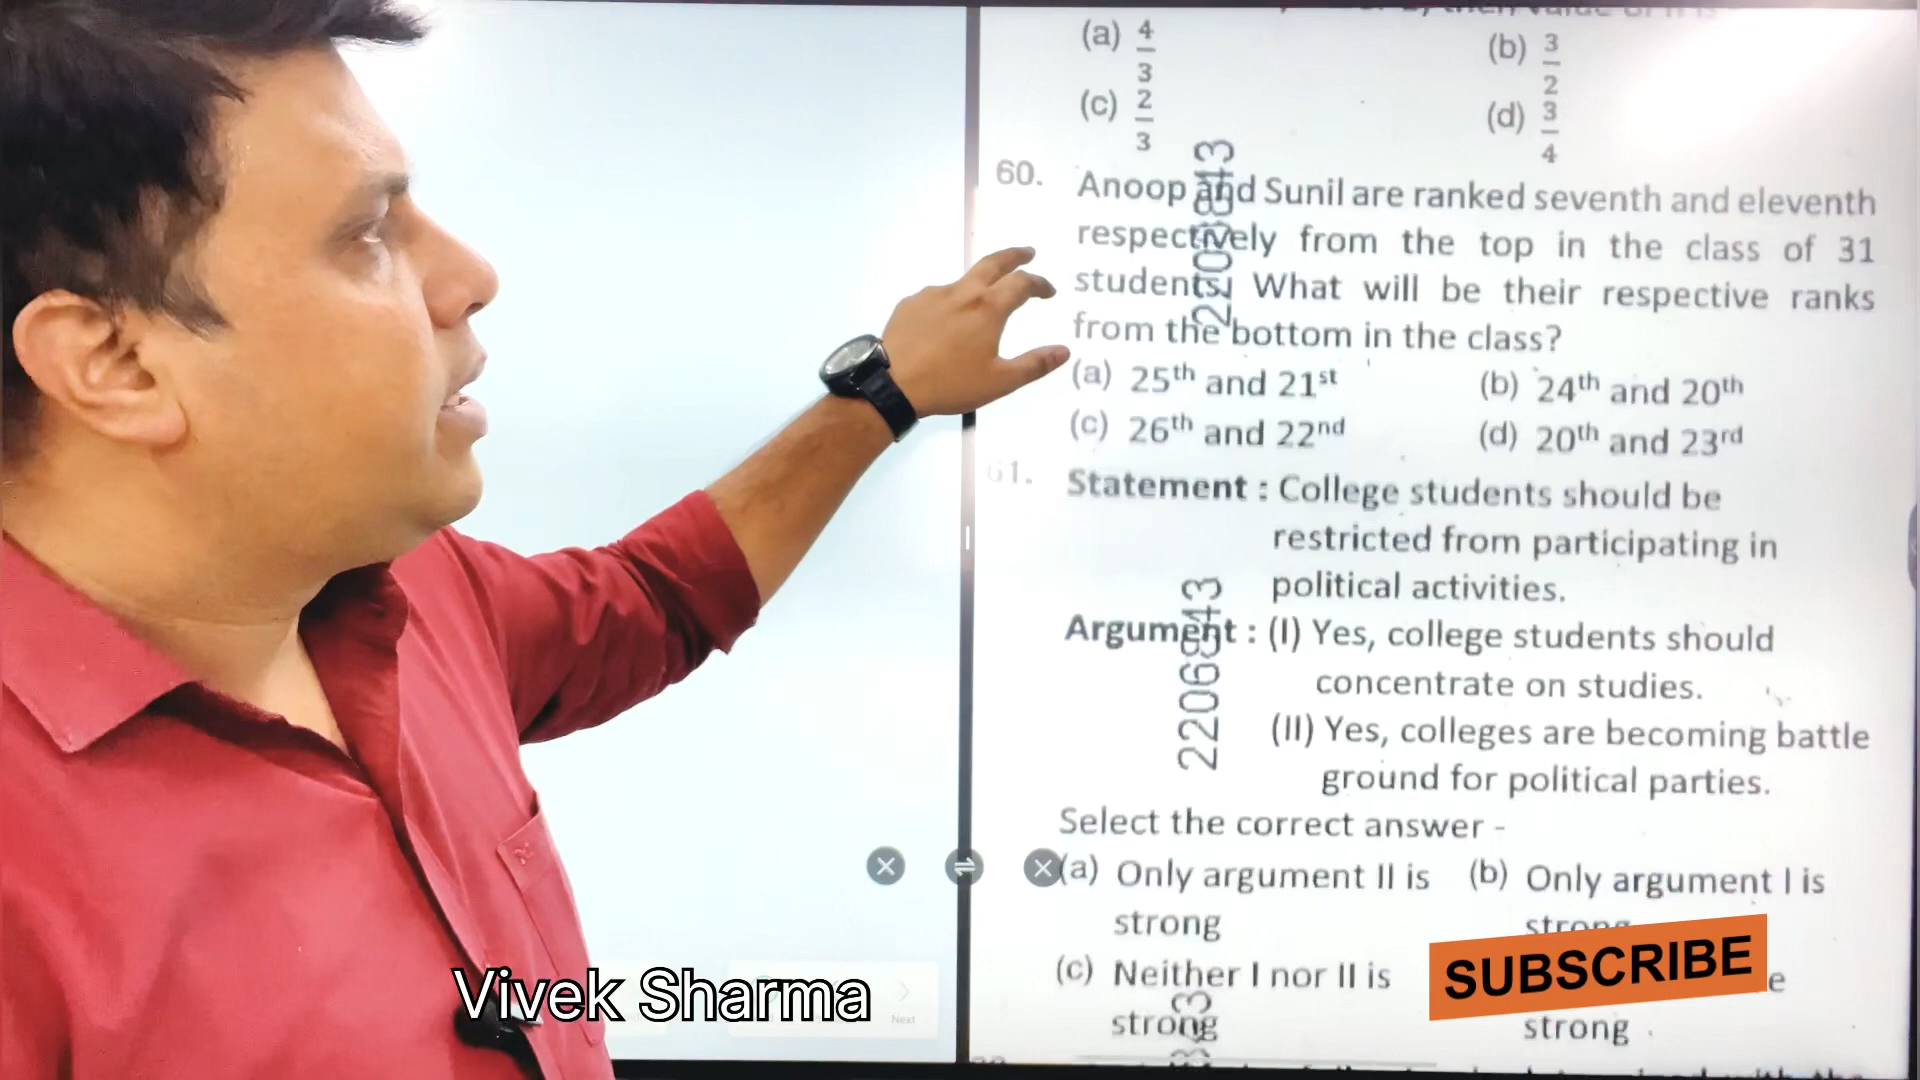 (a) 4/3 (b) 3/2
(c) 2/3 (d) 3/4
60. Anoop and Sunil are ranked seventh and eleventh
respectively from the top in the class of 31
students. What will be their respective ranks
from the bottom in the class?
(a) 25th and 21st (b) 24th and 20th
(c) 26th and 22nd (d) 20th and 23rd
61. Statement : College students should be
restricted from participating in
political activities.
Argument : (I) Yes, college students should
concentrate on studies.
(II) Yes, colleges are becoming battle
ground for political parties.
Select the correct answer -
(a) Only argument II is (b) Only argument I is
strong strong
(c) Neither I nor II is
strong strong
22068413
22068413
SUBSCRIBE
Vivek Sharma
Next